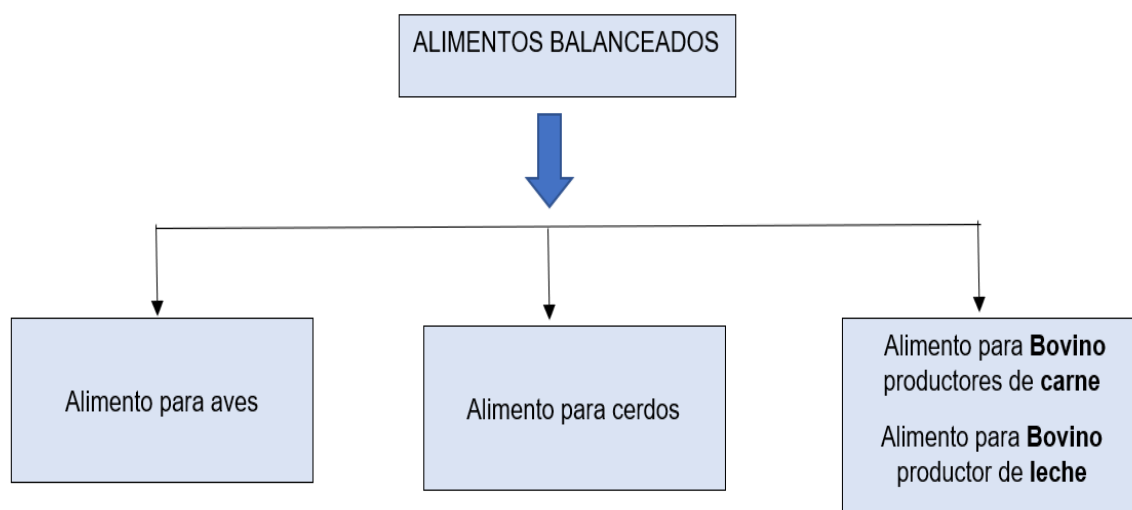 ALIMENTOS BALANCEADOS
Alimento para aves
Alimento para cerdos
Alimento para Bovino
productores de carne
Alimento para Bovino
productor de leche